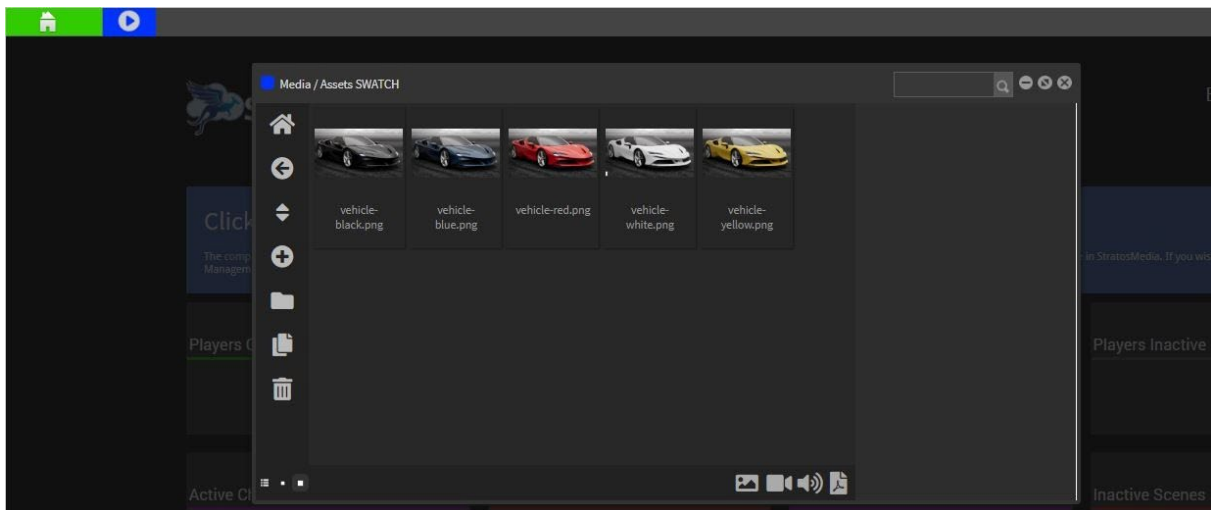 Media / Assets SWATCH
Click
The comp
Managem
in StratosMedia. If you wis
vehicle-
black.png
vehicle-
blue.png
vehicle-red.png
vehicle-
white.png
vehicle-
yellow.png
Players
Players Inactive
Active
Inactive Scenes